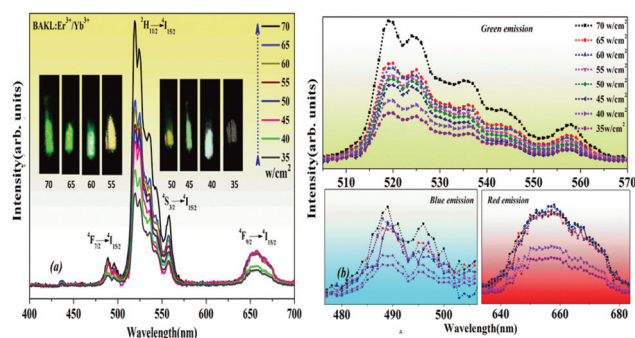 BAKL:Er3+/Yb3+
2H11/2→4I15/2
70
65
60
55
50
45
40
35
w/cm2
70 65 60 55
50 45 40 35
4S3/2→4I15/2
4F7/2→4I15/2
4F9/2→4I15/2
(a)
Intensity(arb. units)
400 450 500 550 600 650 700
Wavelength(nm)
Green emission
70 w/cm2
65 w/cm2
60 w/cm2
55 w/cm2
50 w/cm2
45 w/cm2
40 w/cm2
35w/cm2
Intensity(arb. units)
510 520 530 540 550 560 570
Blue emission
Red emission
(b)
480 490 500
640 660 680
A
Wavelength(nm)